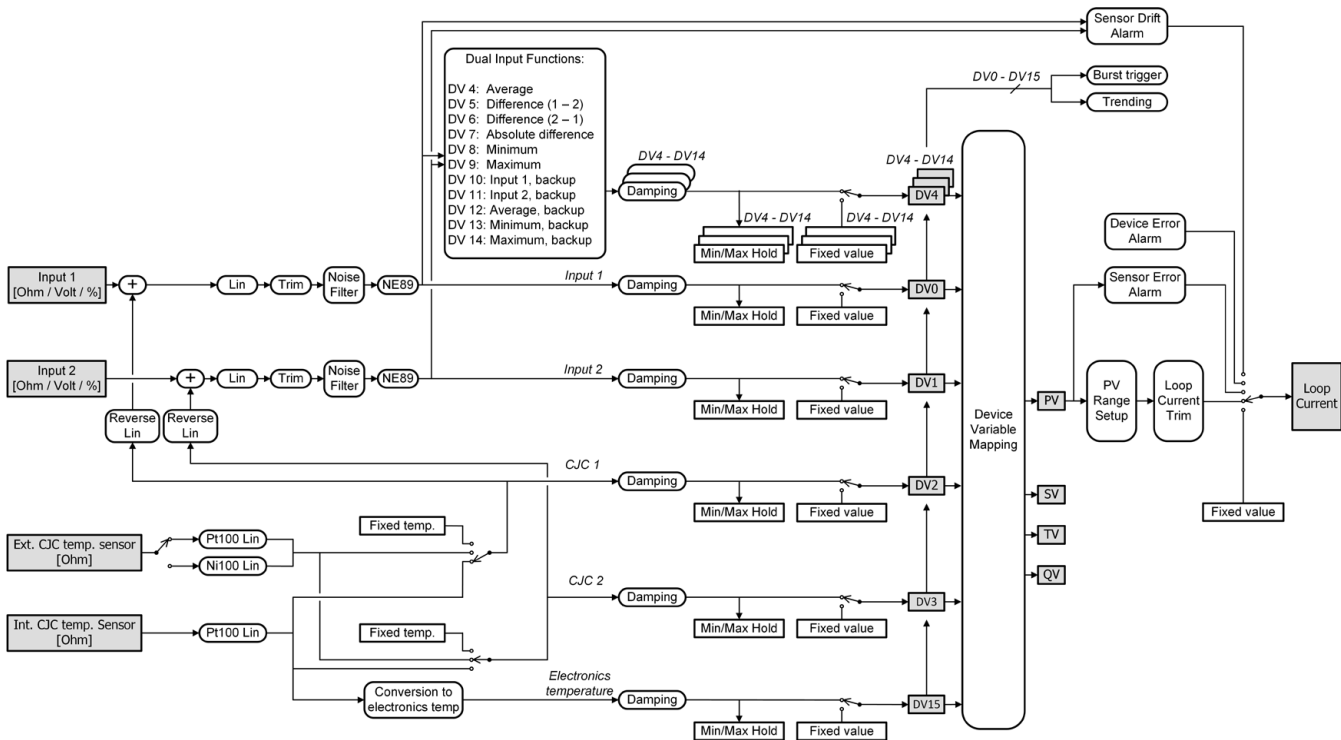 Sensor Drift
Alarm
Dual Input Functions:
DV 4: Average
DV 5: Difference (1 – 2)
DV 6: Difference (2 – 1)
DV 7: Absolute difference
DV 8: Minimum
DV 9: Maximum
DV 10: Input 1, backup
DV 11: Input 2, backup
DV 12: Average, backup
DV 13: Minimum, backup
DV 14: Maximum, backup
DV0 - DV15
Burst trigger
Trending
DV4 - DV14
Damping
DV4 - DV14
DV4
DV4 - DV14
Min/Max Hold
DV4 - DV14
Fixed value
Device Error
Alarm
Sensor Error
Alarm
Input 1
[Ohm / Volt / %]
+
Lin
Trim
Noise
Filter
NE89
Input 1
Damping
Min/Max Hold
Fixed value
DV0
Input 2
[Ohm / Volt / %]
+
Lin
Trim
Noise
Filter
NE89
Input 2
Damping
Min/Max Hold
Fixed value
DV1
Reverse
Lin
Reverse
Lin
Device
Variable
Mapping
PV
PV
Range
Setup
Loop
Current
Trim
Loop
Current
CJC 1
Damping
Min/Max Hold
Fixed value
DV2
SV
TV
QV
Fixed value
Ext. CJC temp. sensor
[Ohm]
Pt100 Lin
Ni100 Lin
Fixed temp.
CJC 2
Damping
Min/Max Hold
Fixed value
DV3
Int. CJC temp. Sensor
[Ohm]
Pt100 Lin
Fixed temp.
Conversion to
electronics temp
Electronics
temperature
Damping
Min/Max Hold
Fixed value
DV15